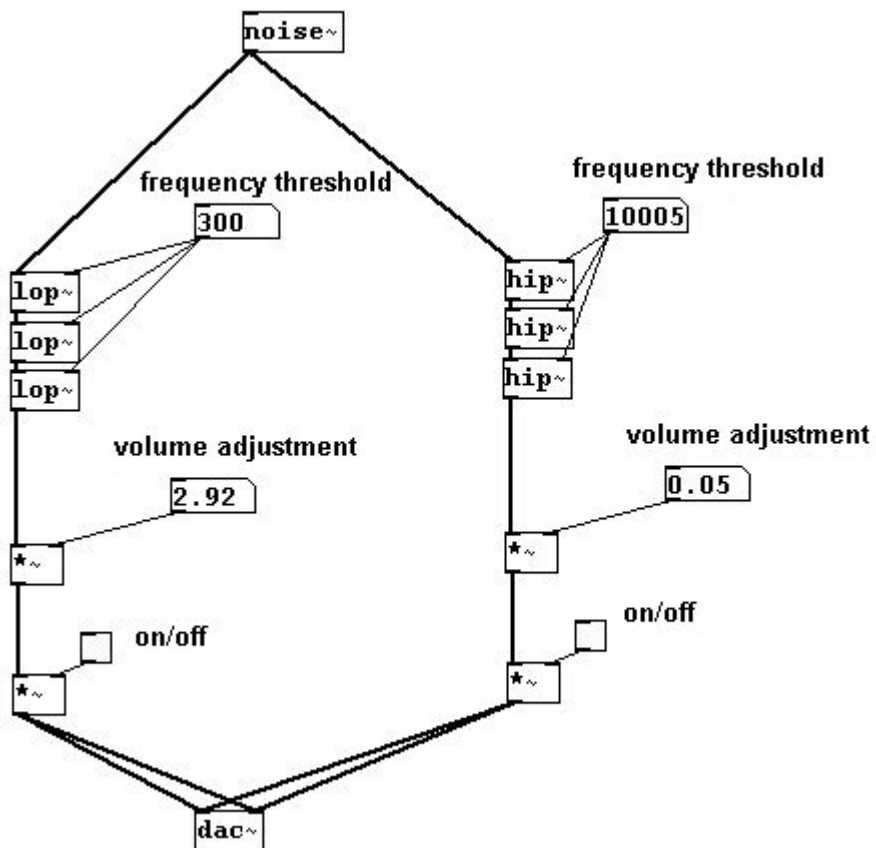 noise~
frequency threshold
frequency threshold
300
10005
lop~
hip~
lop~
hip~
lop~
hip~
volume adjustment
volume adjustment
2.92
0.05
*~
*~
on/off
on/off
*~
*~
dac~